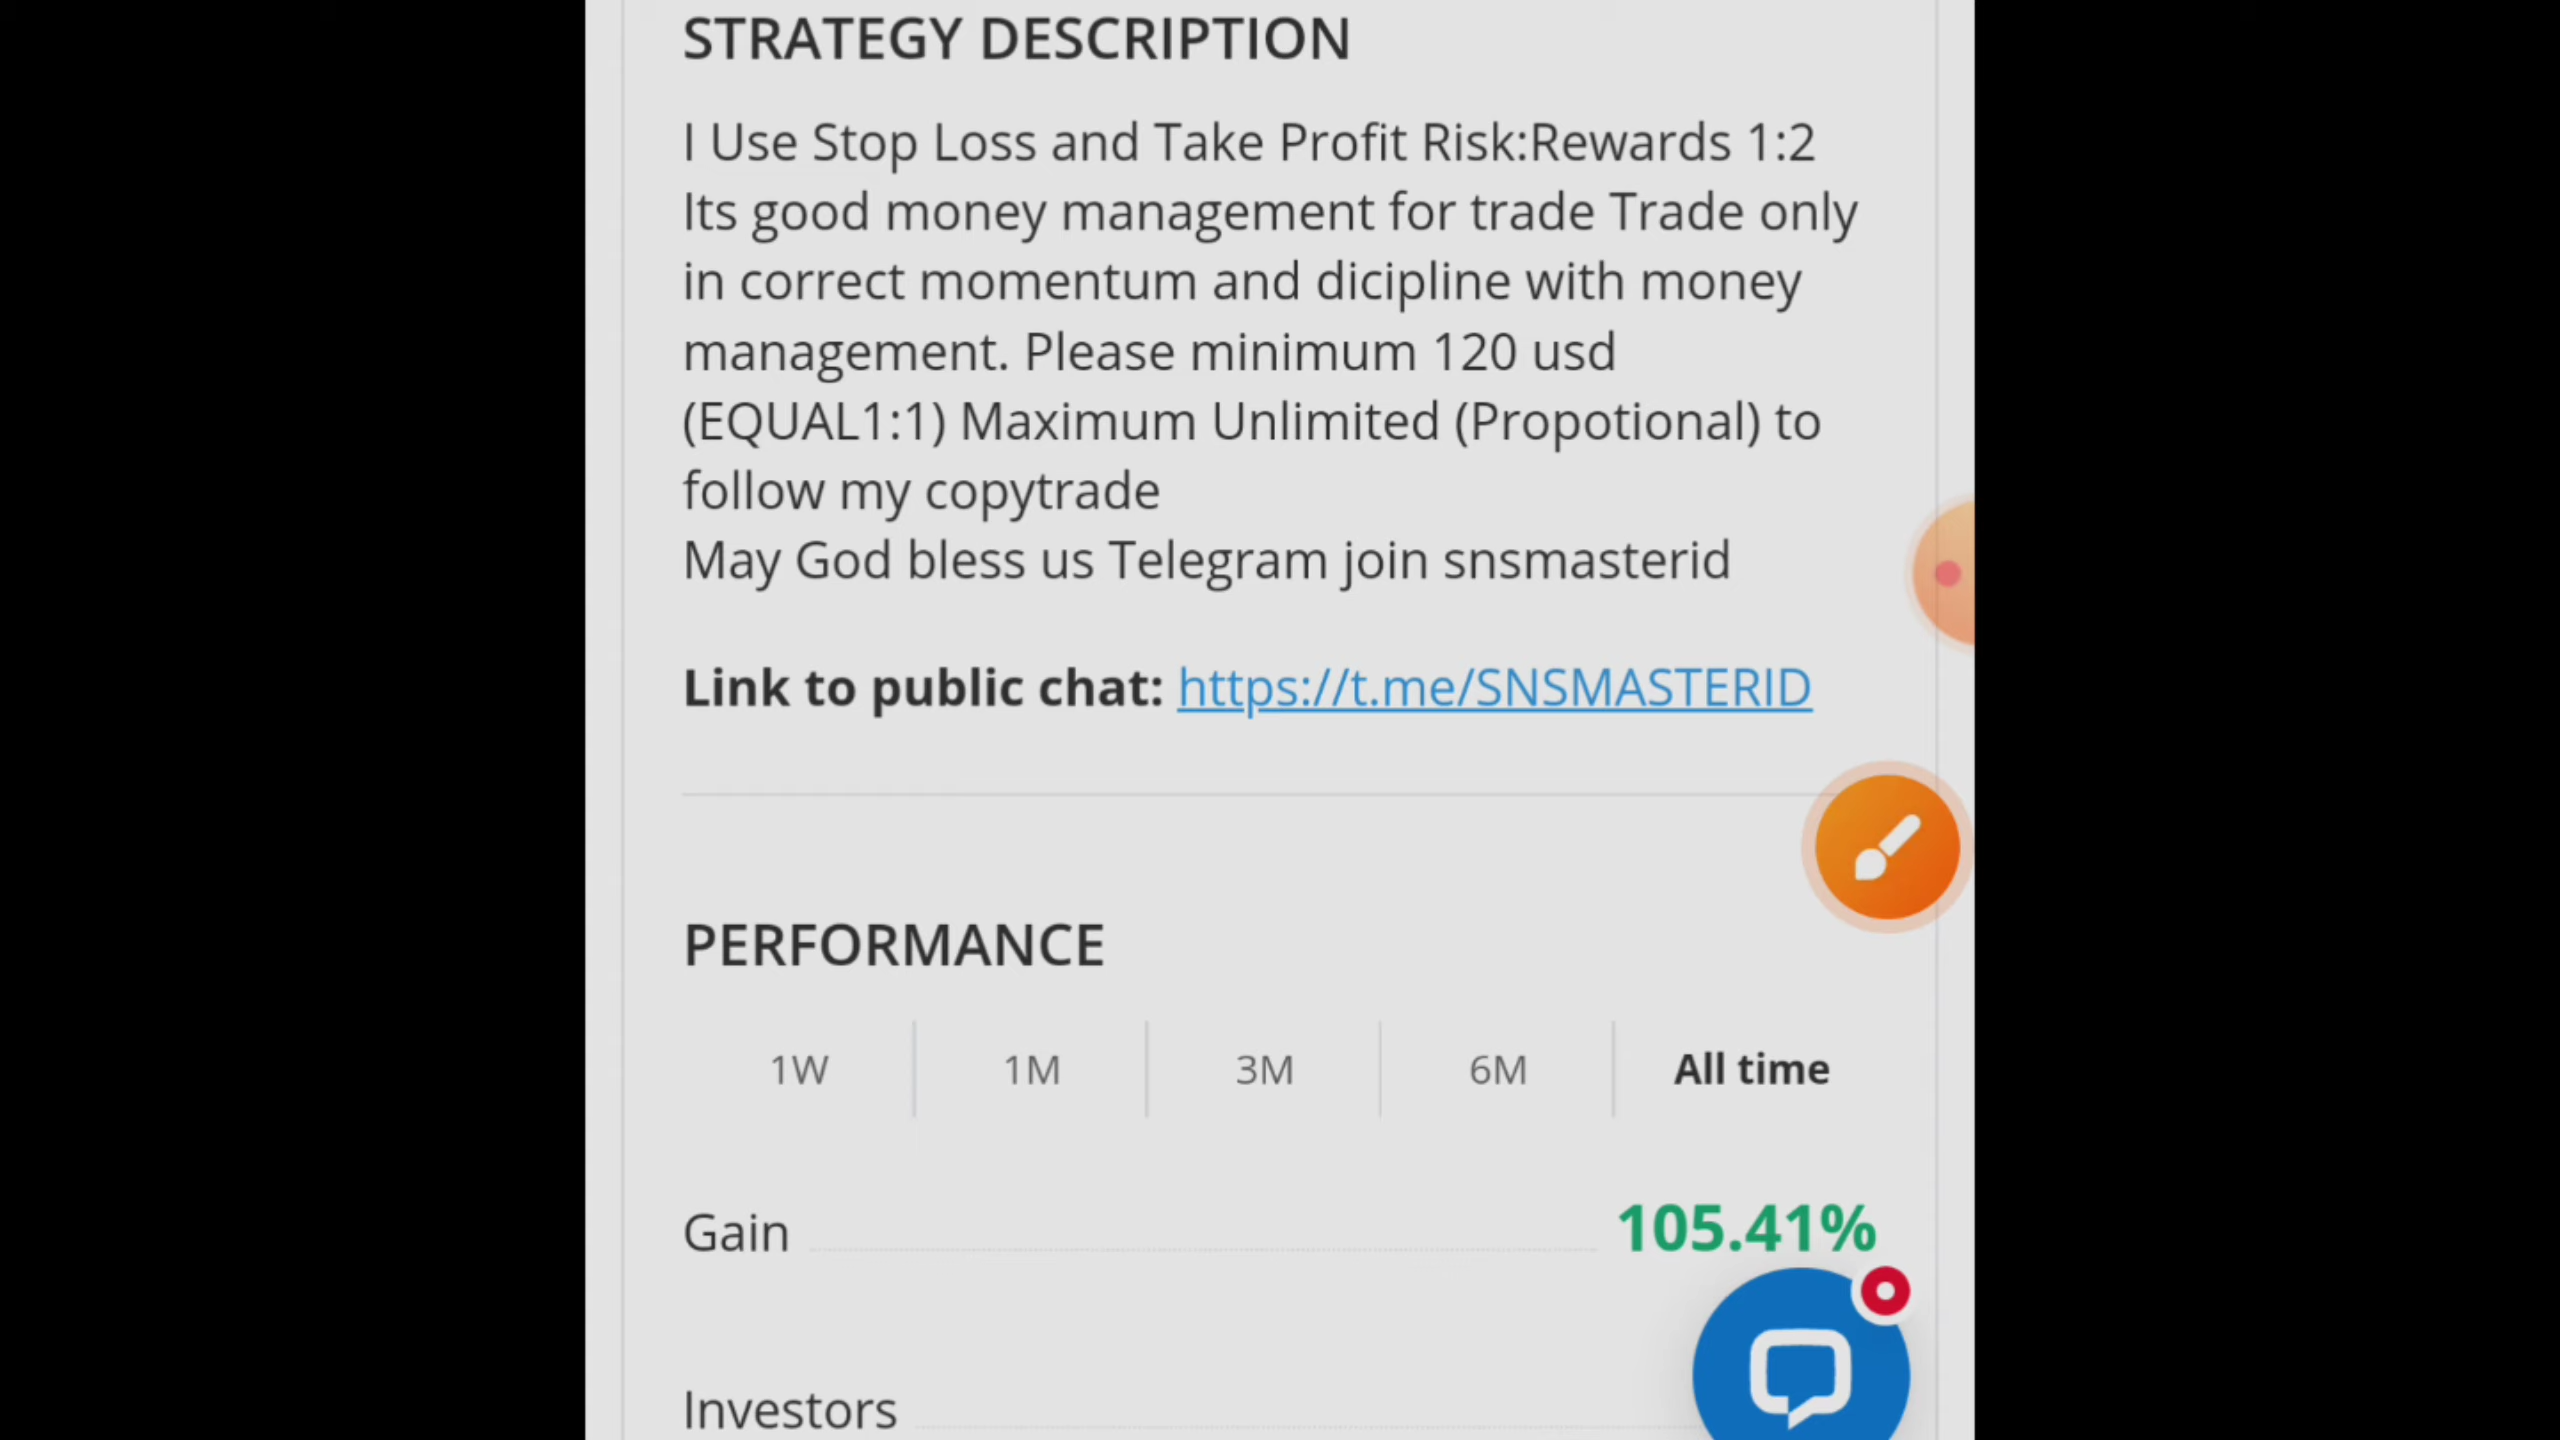 STRATEGY DESCRIPTION
I Use Stop Loss and Take Profit Risk:Rewards 1:2
Its good money management for trade Trade only
in correct momentum and dicipline with money
management. Please minimum 120 usd
(EQUAL1:1) Maximum Unlimited (Propotional) to
follow my copytrade
May God bless us Telegram join snsmasterid
Link to public chat: https://t.me/SNSMASTERID
PERFORMANCE
1W 1M 3M 6M All time
Gain 105.41%
Investors